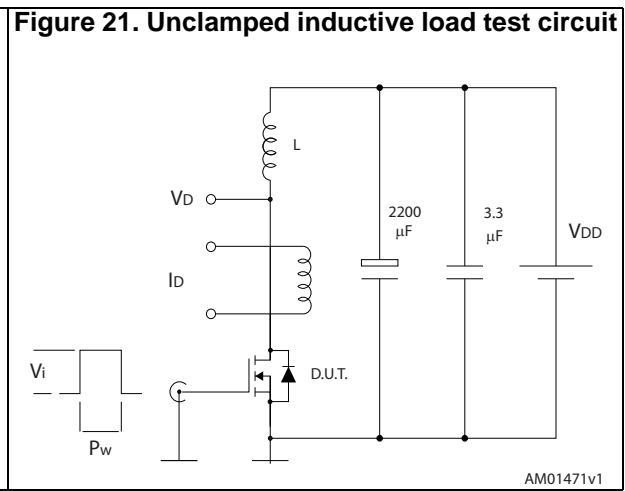 Figure 21. Unclamped inductive load test circuit
L
VD
2200
μF
3.3
μF
VDD
ID
Vi
D.U.T.
Pw
AM01471v1